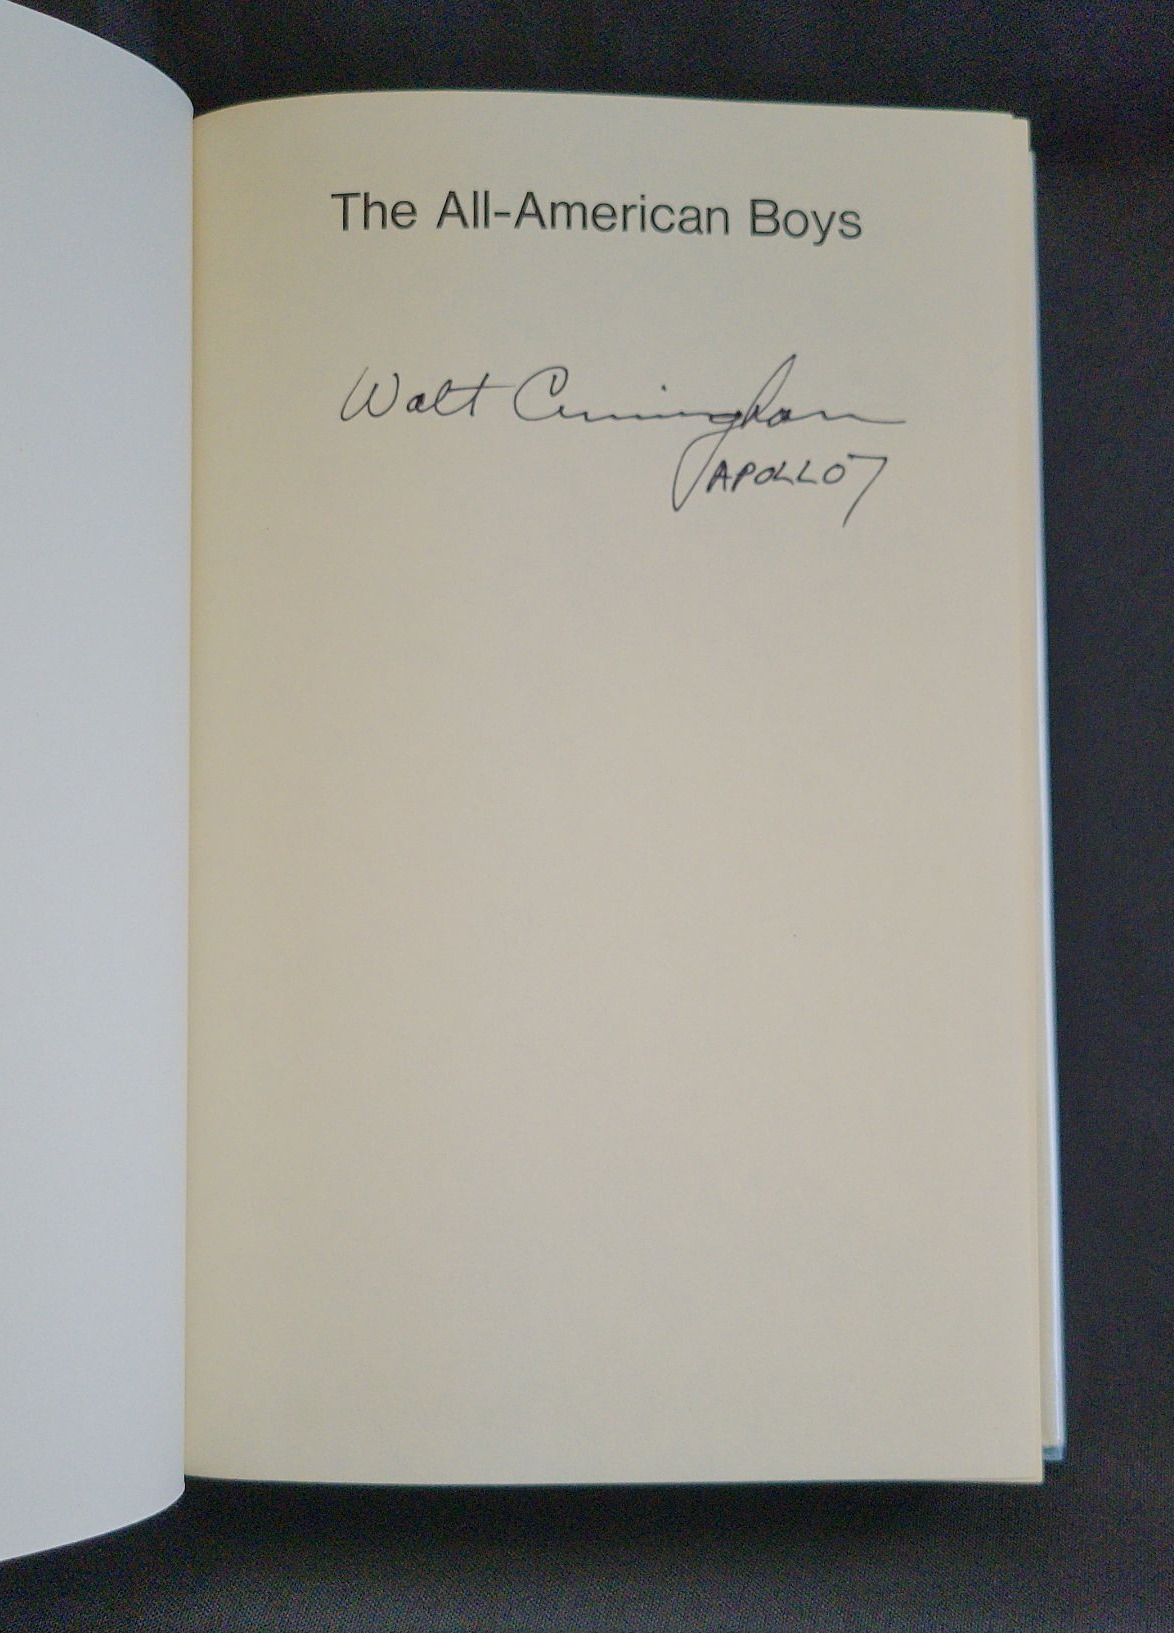 The All-American Boys
Walt Cunningham
APOLLO 7